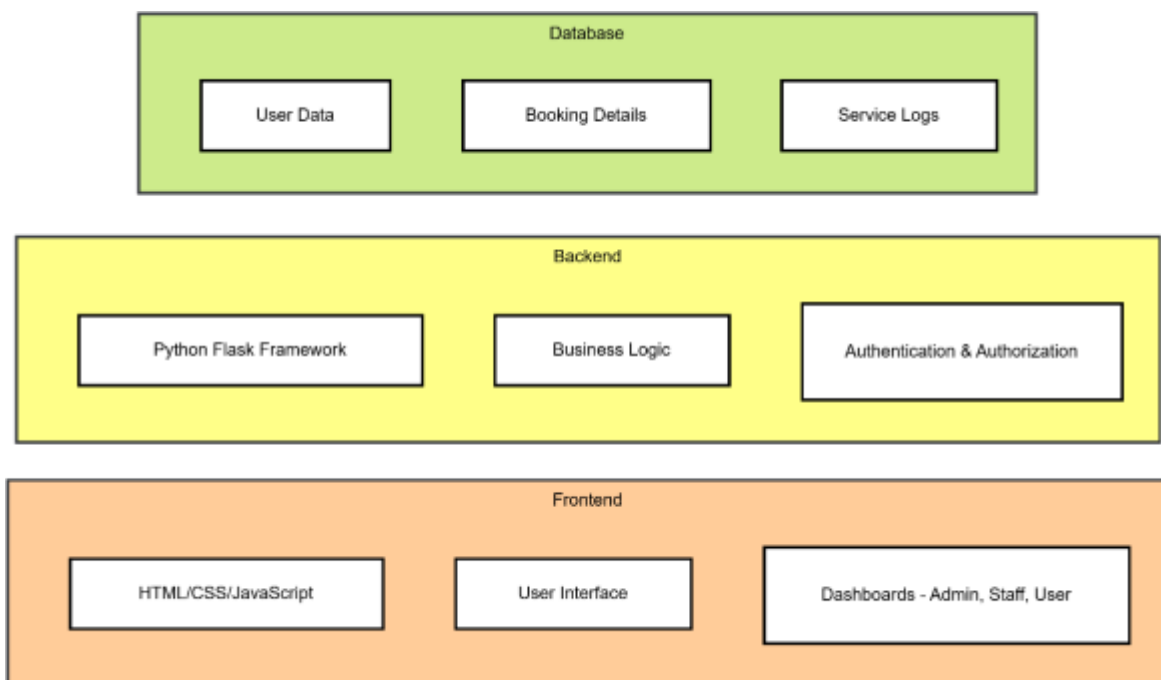 Database
User Data
Booking Details
Service Logs
Backend
Python Flask Framework
Business Logic
Authentication & Authorization
Frontend
HTML/CSS/JavaScript
User Interface
Dashboards - Admin, Staff, User